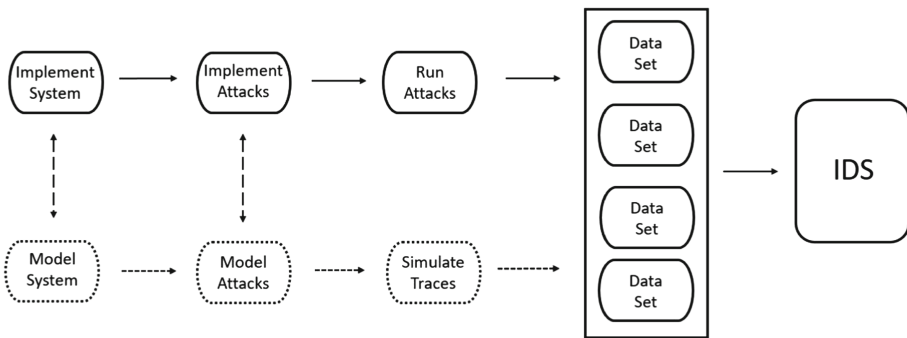 Implement
System
Implement
Attacks
Run
Attacks
Data
Set
Data
Set
Data
Set
Data
Set
IDS
Model
System
Model
Attacks
Simulate
Traces